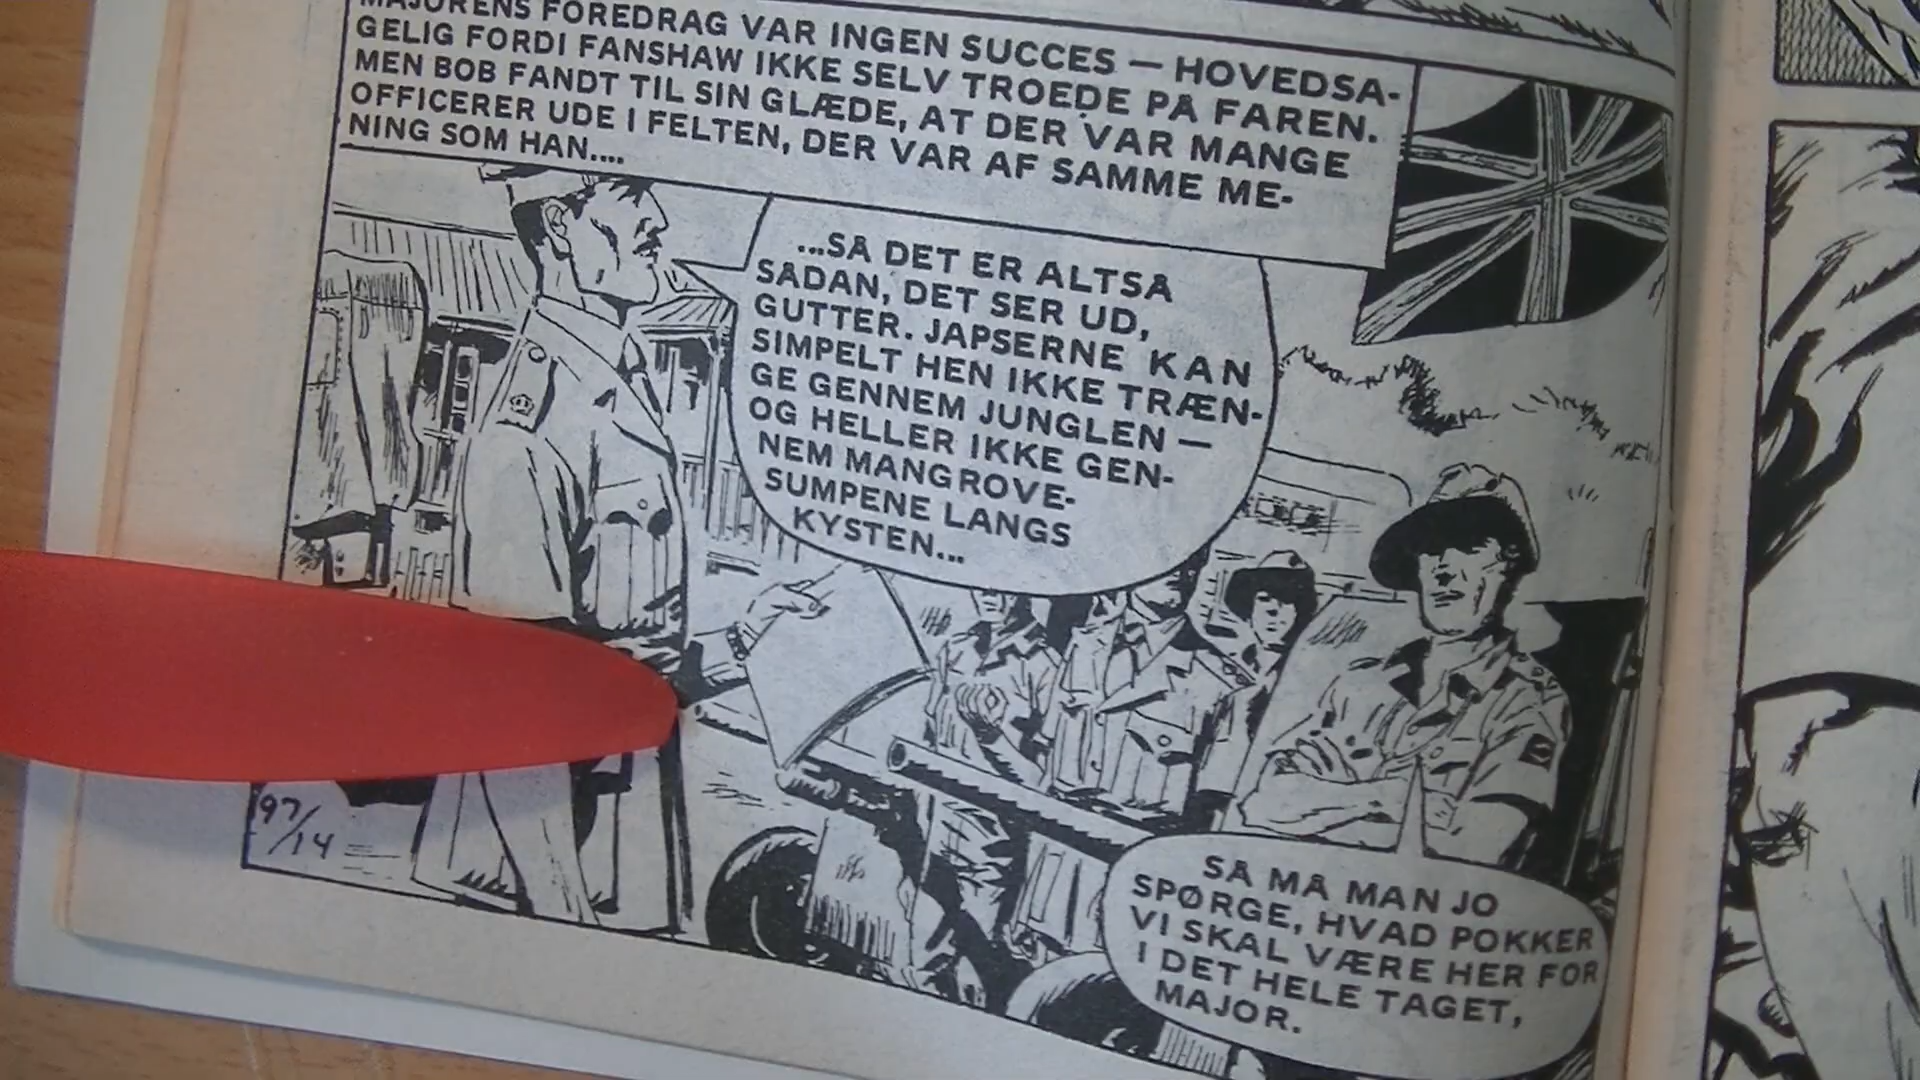 MAJORENS FOREDRAG VAR INGEN SUCCES — HOVEDSA-
GELIG FORDI FANSHAW IKKE SELV TROEDE PÅ FAREN.
MEN BOB FANDT TIL SIN GLÆDE, AT DER VAR MANGE
OFFICERER UDE I FELTEN, DER VAR AF SAMME ME-
NING SOM HAN....
...SÅ DET ER ALTSÅ
SÅDAN, DET SER UD,
GUTTER. JAPSERNE KAN
SIMPELT HEN IKKE TRÆN-
GE GENNEM JUNGLEN —
OG HELLER IKKE GEN-
NEM MANGROVE-
SUMPENE LANGS
KYSTEN...
SÅ MÅ MAN JO
SPØRGE, HVAD POKKER
VI SKAL VÆRE HER FOR
I DET HELE TAGET,
MAJOR.
97/14